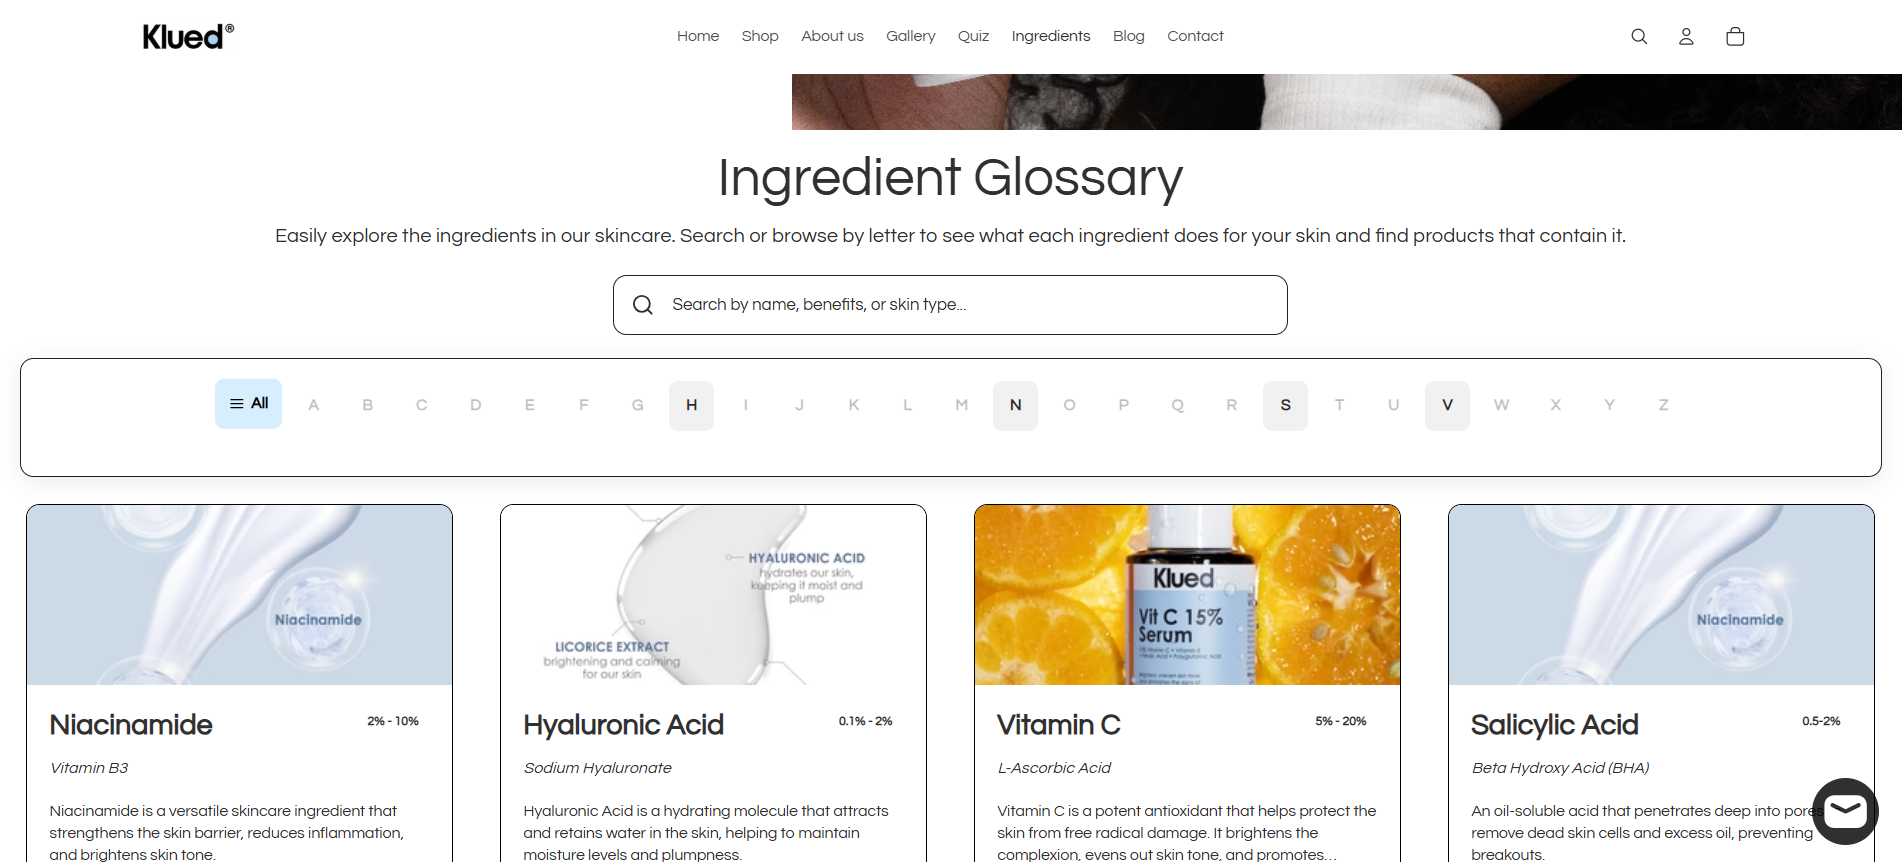 Klued®
Home Shop About us Gallery Quiz Ingredients Blog Contact
Ingredient Glossary
Easily explore the ingredients in our skincare. Search or browse by letter to see what each ingredient does for your skin and find products that contain it.
Search by name, benefits, or skin type...
All A B C D E F G H I J K L M N O P Q R S T U V W X Y Z
Niacinamide
HYALURONIC ACID
hydrates our skin,
keeping it moist and
plump
LICORICE EXTRACT
brightening and calming
for our skin
Klued
Vit C 15%
Serum
Niacinamide
Niacinamide 2% - 10%
Vitamin B3
Niacinamide is a versatile skincare ingredient that
strengthens the skin barrier, reduces inflammation,
and brightens skin tone.
Hyaluronic Acid 0.1% - 2%
Sodium Hyaluronate
Hyaluronic Acid is a hydrating molecule that attracts
and retains water in the skin, helping to maintain
moisture levels and plumpness.
Vitamin C 5% - 20%
L-Ascorbic Acid
Vitamin C is a potent antioxidant that helps protect the
skin from free radical damage. It brightens the
complexion, evens out skin tone, and promotes...
Salicylic Acid 0.5-2%
Beta Hydroxy Acid (BHA)
An oil-soluble acid that penetrates deep into pores
remove dead skin cells and excess oil, preventing
breakouts.